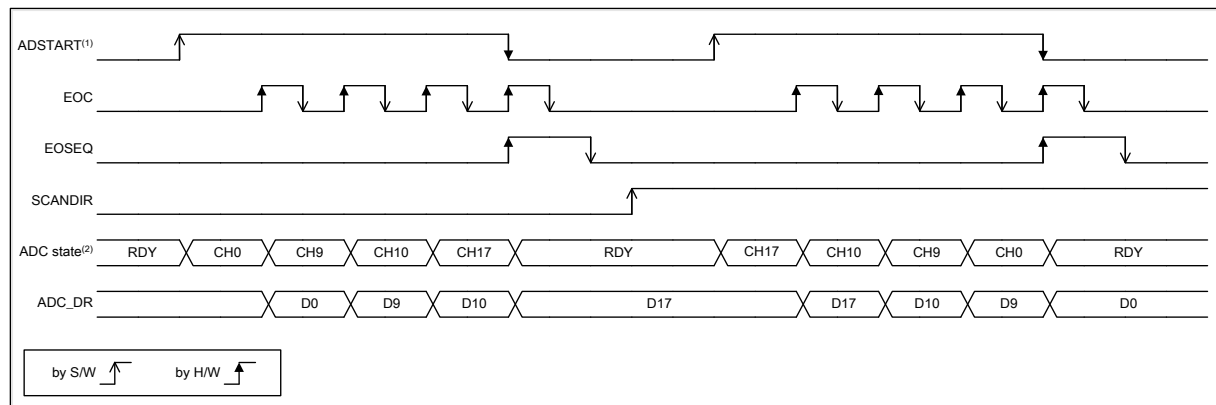 ADSTART(1)
EOC
EOSEQ
SCANDIR
ADC state(2) RDY CH0 CH9 CH10 CH17 RDY CH17 CH10 CH9 CH0 RDY
ADC_DR D0 D9 D10 D17 D17 D10 D9 D0
by S/W by H/W